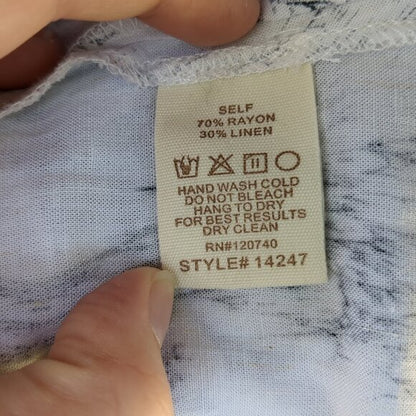 SELF
70% RAYON
30% LINEN
HAND WASH COLD
DO NOT BLEACH
HANG TO DRY
FOR BEST RESULTS
DRY CLEAN
RN#120740
STYLE# 14247